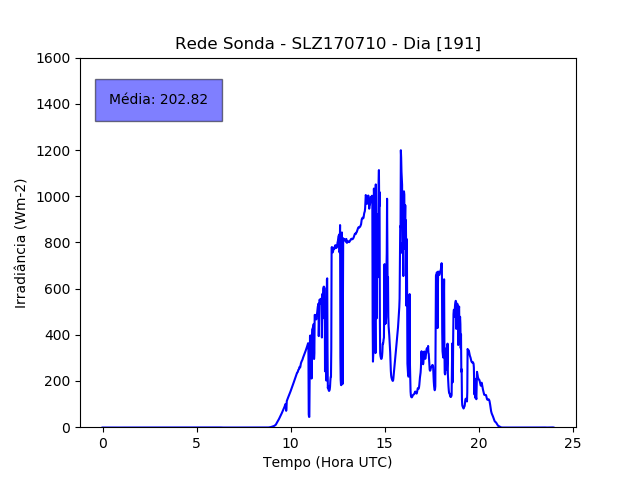 Rede Sonda - SLZ170710 - Dia [191]
1600
1400
1200
1000
800
600
400
200
0
Média: 202.82
Irradiância (Wm-2)
0 5 10 15 20 25
Tempo (Hora UTC)